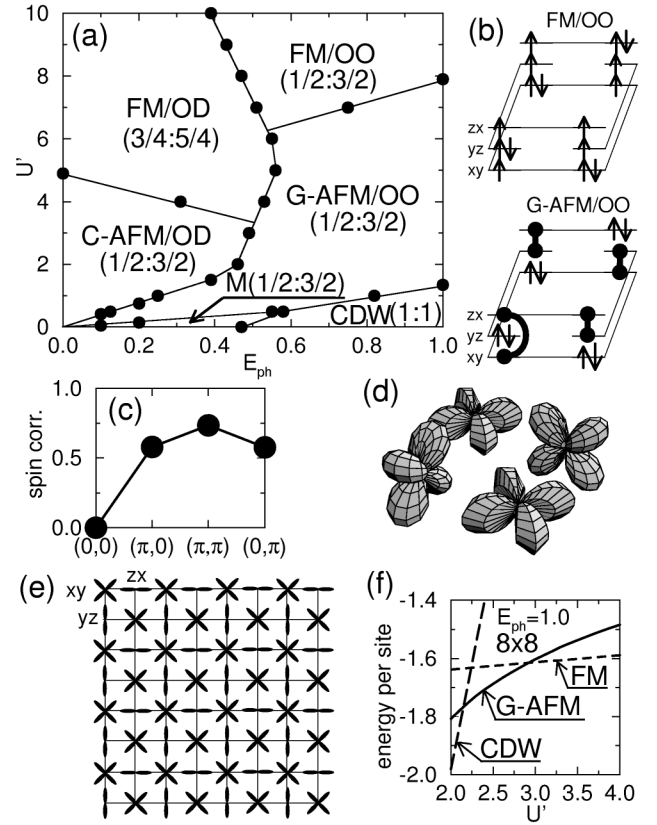 (a)
U'
10
8
6
4
2
0
FM/OO
(1/2:3/2)
FM/OD
(3/4:5/4)
G-AFM/OO
(1/2:3/2)
C-AFM/OD
(1/2:3/2)
M(1/2:3/2)
CDW(1:1)
0.0 0.2 0.4 0.6 0.8 1.0
E_ph
(b)
FM/OO
zx
yz
xy
G-AFM/OO
zx
yz
xy
(c)
spin corr.
1.0
0.5
0.0
(0,0) (π,0) (π,π) (0,π)
(d)
(e)
zx
xy
yz
(f)
energy per site
-1.4
-1.6
-1.8
-2.0
E_ph=1.0
8x8
FM
G-AFM
CDW
2.0 2.5 3.0 3.5 4.0
U'